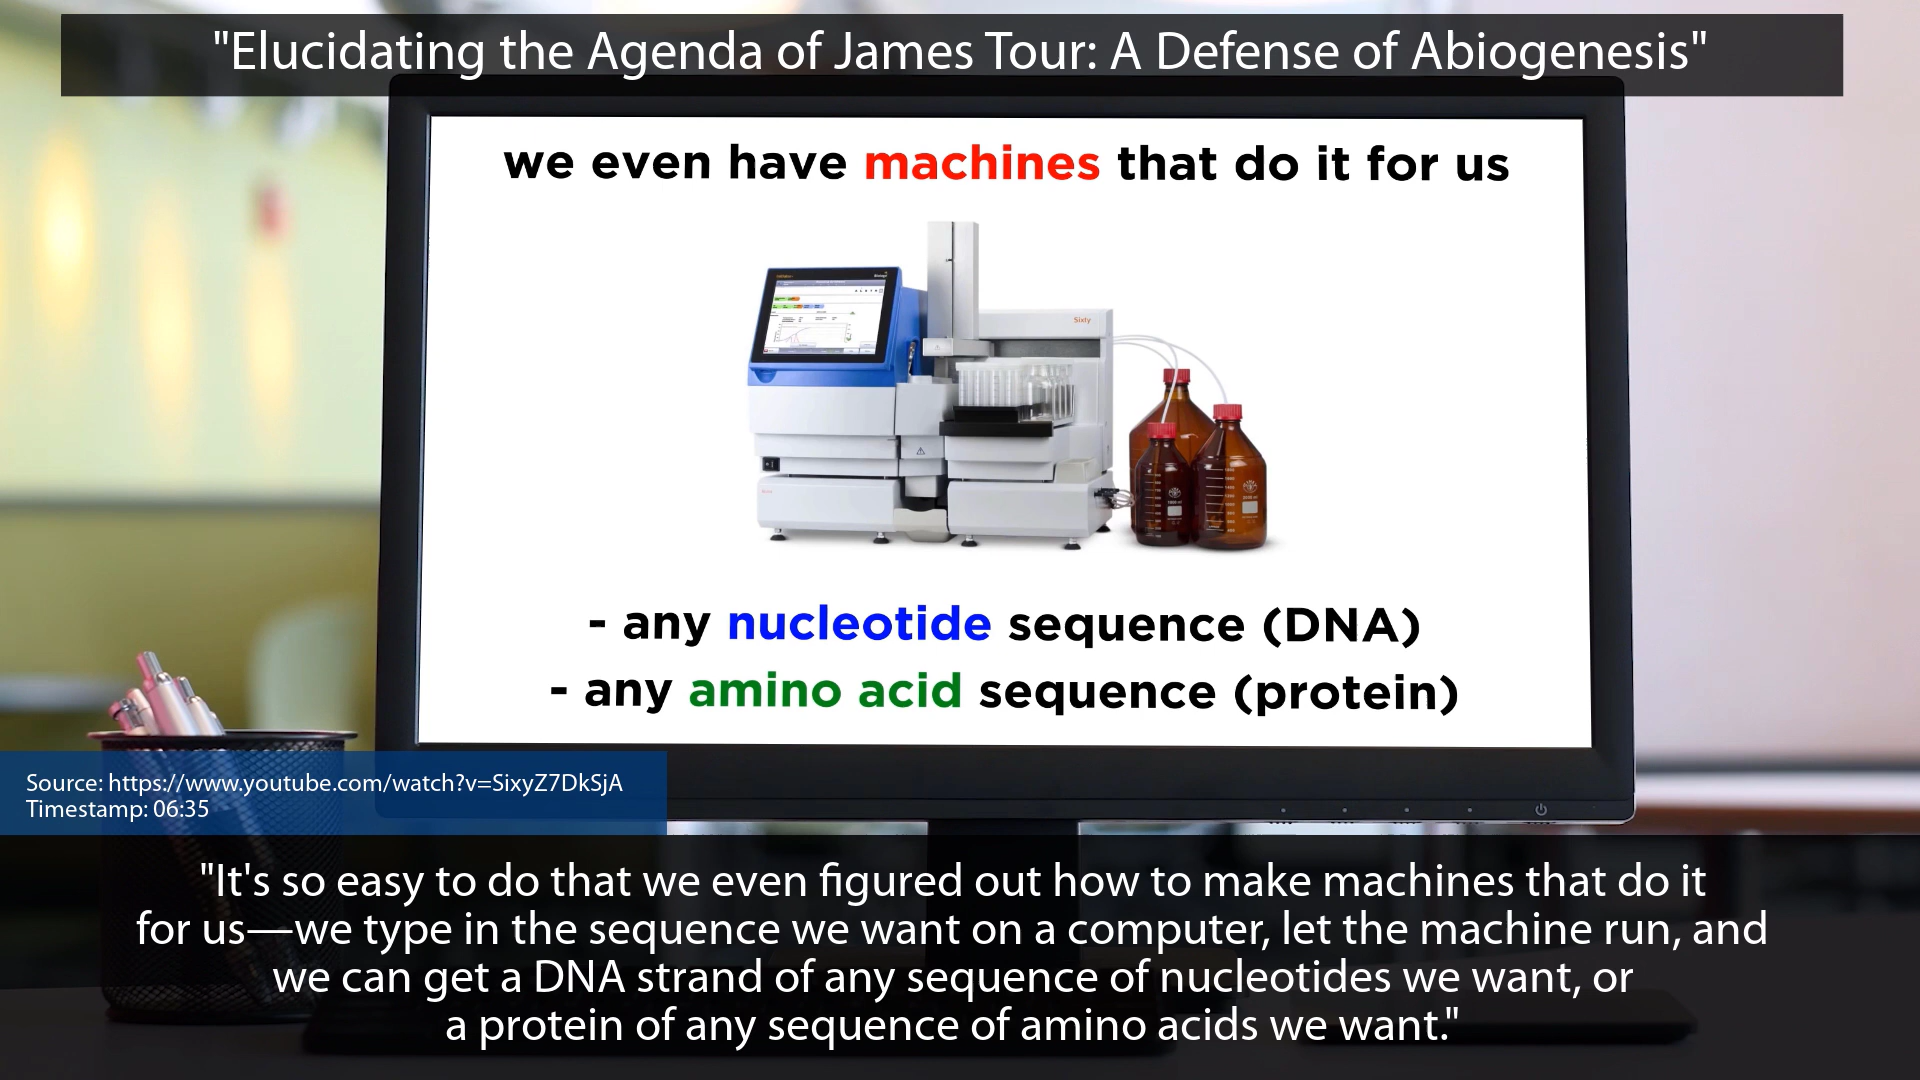 "Elucidating the Agenda of James Tour: A Defense of Abiogenesis"
we even have machines that do it for us
Sixty
- any nucleotide sequence (DNA)
- any amino acid sequence (protein)
Source: https://www.youtube.com/watch?v=SixyZ7DkSjA
Timestamp: 06:35
"It's so easy to do that we even figured out how to make machines that do it
for us—we type in the sequence we want on a computer, let the machine run, and
we can get a DNA strand of any sequence of nucleotides we want, or
a protein of any sequence of amino acids we want."